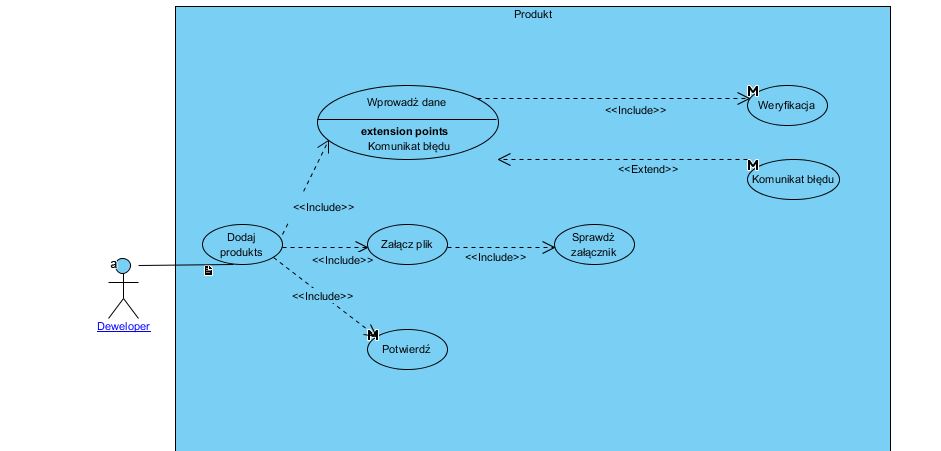 Produkt
Wprowadź dane
extension points
Komunikat błędu
<<Include>>
M
Weryfikacja
<<Extend>>
M
Komunikat błędu
<<Include>>
Dodaj
produkts
<<Include>>
Załącz plik
<<Include>>
Sprawdź
załącznik
a
Deweloper
<<Include>>
M
Potwierdź